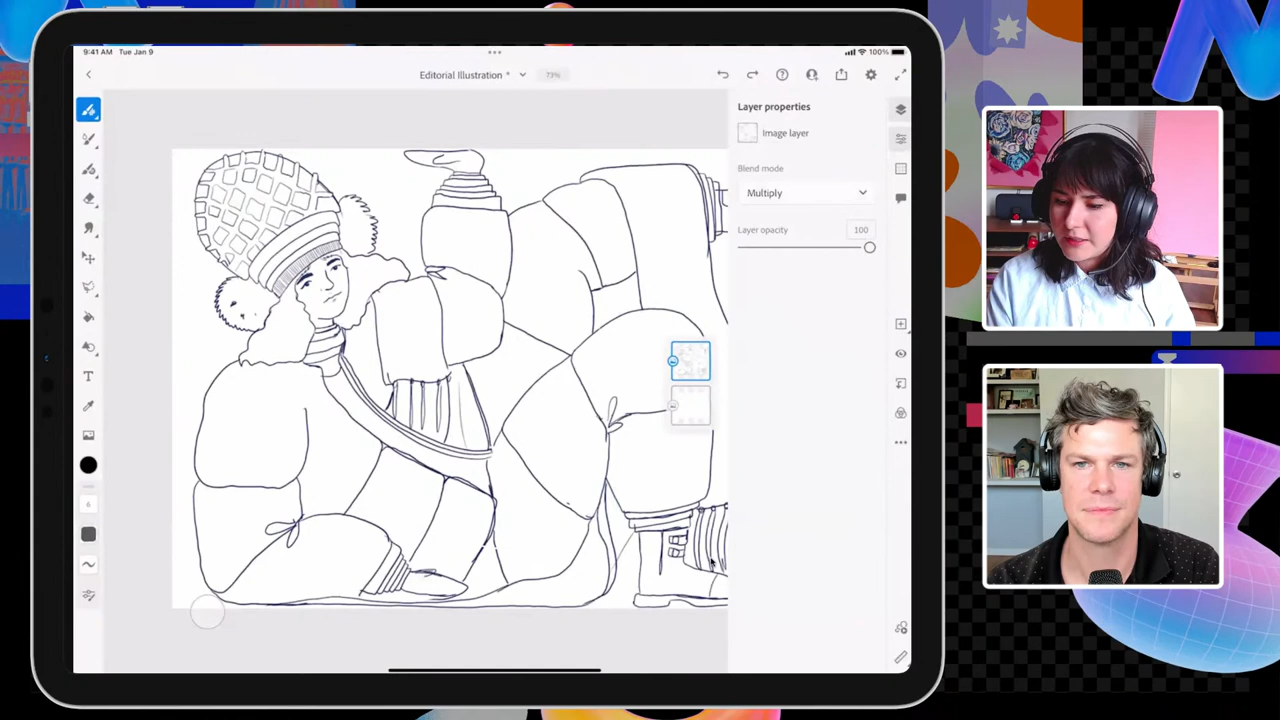 9:41 AM Tue Jan 9
100%
Editorial Illustration *
73%
Layer properties
Image layer
Blend mode
Multiply
Layer opacity
100
T
6